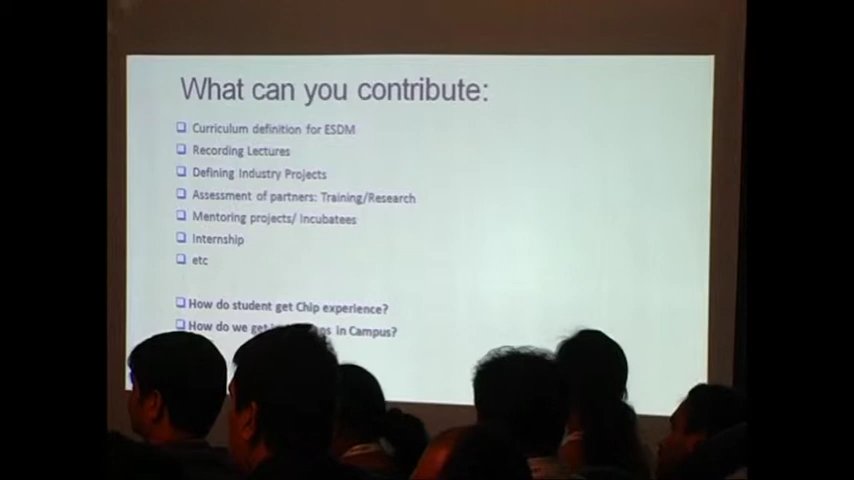 What can you contribute:
Curriculum definition for ESDM
Recording Lectures
Defining Industry Projects
Assessment of partners: Training/Research
Mentoring projects/ Incubatees
Internship
etc
How do student get Chip experience?
How do we get in Campus?